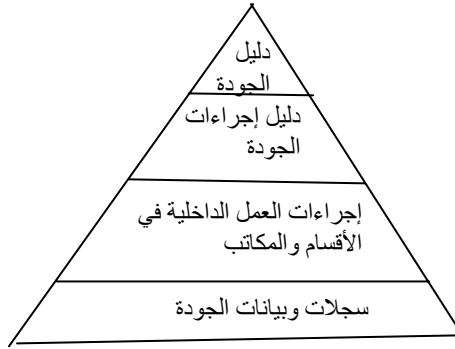 دليل
الجودة
دليل إجراءات
الجودة
إجراءات العمل الداخلية في
الأقسام والمكاتب
سجلات وبيانات الجودة